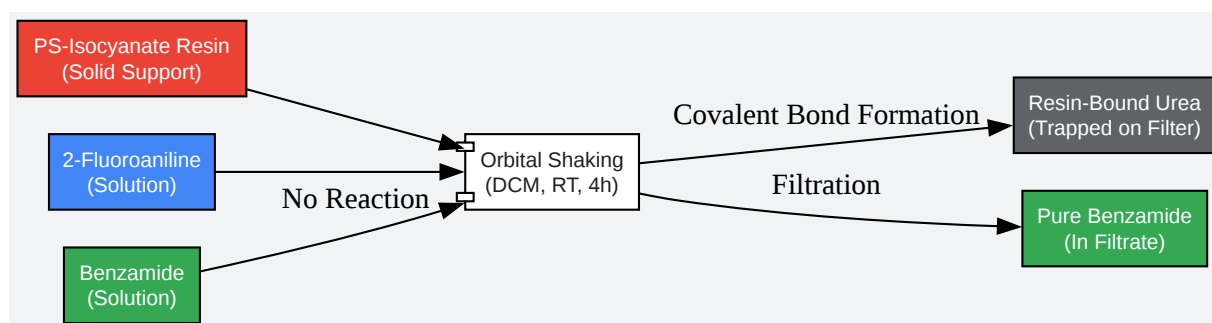 PS-Isocyanate Resin
(Solid Support)
2-Fluoroaniline
(Solution)
No Reaction
Benzamide
(Solution)
Orbital Shaking
(DCM, RT, 4h)
Covalent Bond Formation
Filtration
Resin-Bound Urea
(Trapped on Filter)
Pure Benzamide
(In Filtrate)